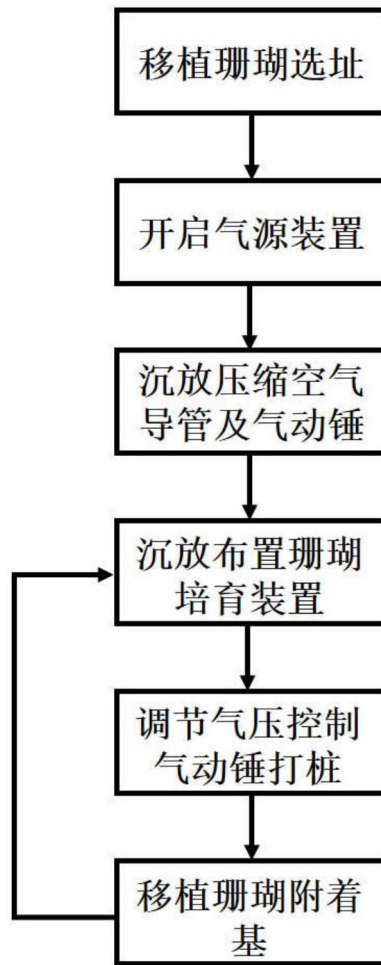 移植珊瑚选址
开启气源装置
沉放压缩空气
导管及气动锤
沉放布置珊瑚
培育装置
调节气压控制
气动锤打桩
移植珊瑚附着
基